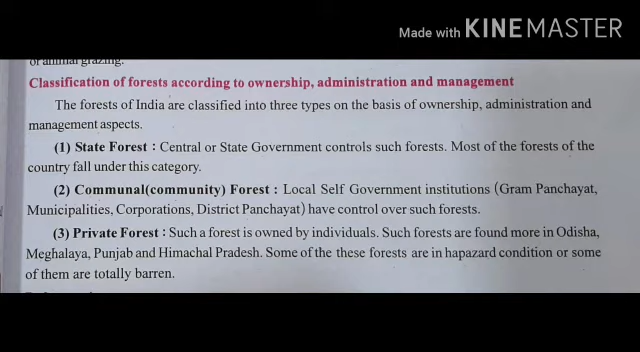 Made with KINEMASTER
or animal grazing.
Classification of forests according to ownership, administration and management
The forests of India are classified into three types on the basis of ownership, administration and
management aspects.
(1) State Forest : Central or State Government controls such forests. Most of the forests of the
country fall under this category.
(2) Communal(community) Forest : Local Self Government institutions (Gram Panchayat,
Municipalities, Corporations, District Panchayat) have control over such forests.
(3) Private Forest : Such a forest is owned by individuals. Such forests are found more in Odisha,
Meghalaya, Punjab and Himachal Pradesh. Some of the these forests are in hapazard condition or some
of them are totally barren.